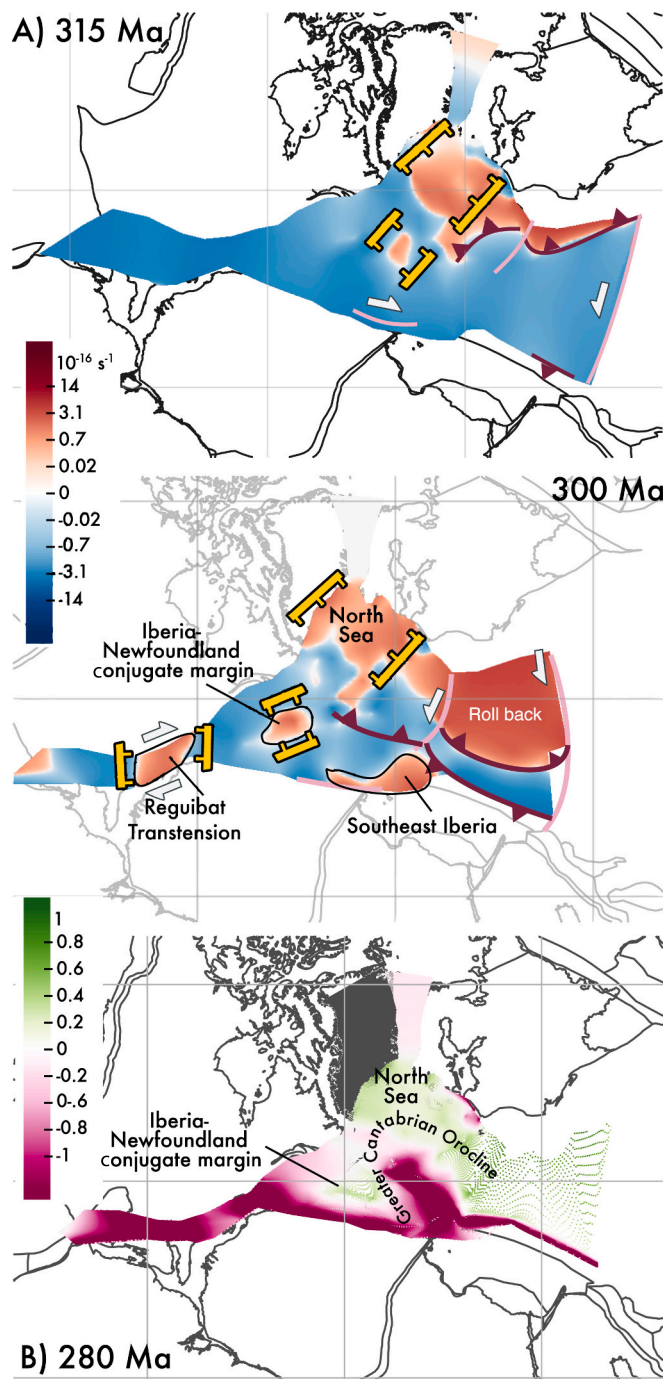 A) 315 Ma
10⁻¹⁶ s⁻¹
14
3.1
0.7
0.02
0
-0.02
-0.7
-3.1
-14
300 Ma
North
Sea
Iberia-
Newfoundland
conjugate margin
Roll back
Reguibat
Transtension
Southeast Iberia
1
0.8
0.6
0.4
0.2
0
-0.2
-0.4
-0.6
-0.8
-1
North
Sea
Iberia-
Newfoundland
conjugate margin
Greater Cantabrian Orocline
B) 280 Ma